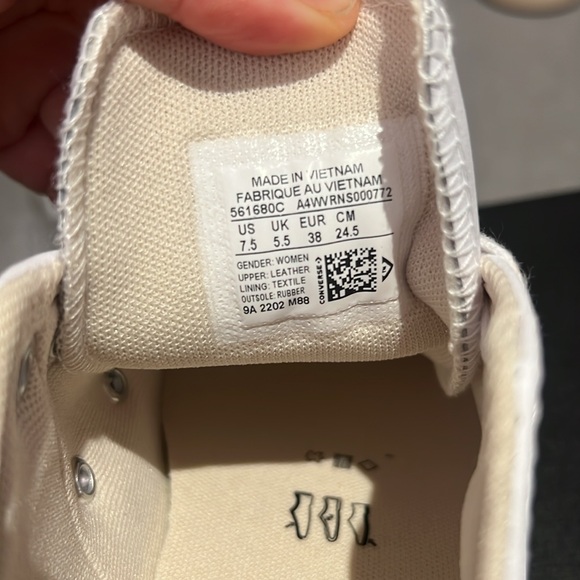 MADE IN VIETNAM
FABRIQUE AU VIETNAM
561680C A4WVRNS000772
US UK EUR CM
7.5 5.5 38 24.5
GENDER: WOMEN
UPPER: LEATHER
LINING: TEXTILE
OUTSOLE: RUBBER
9A 2202 M88
CONVERSE